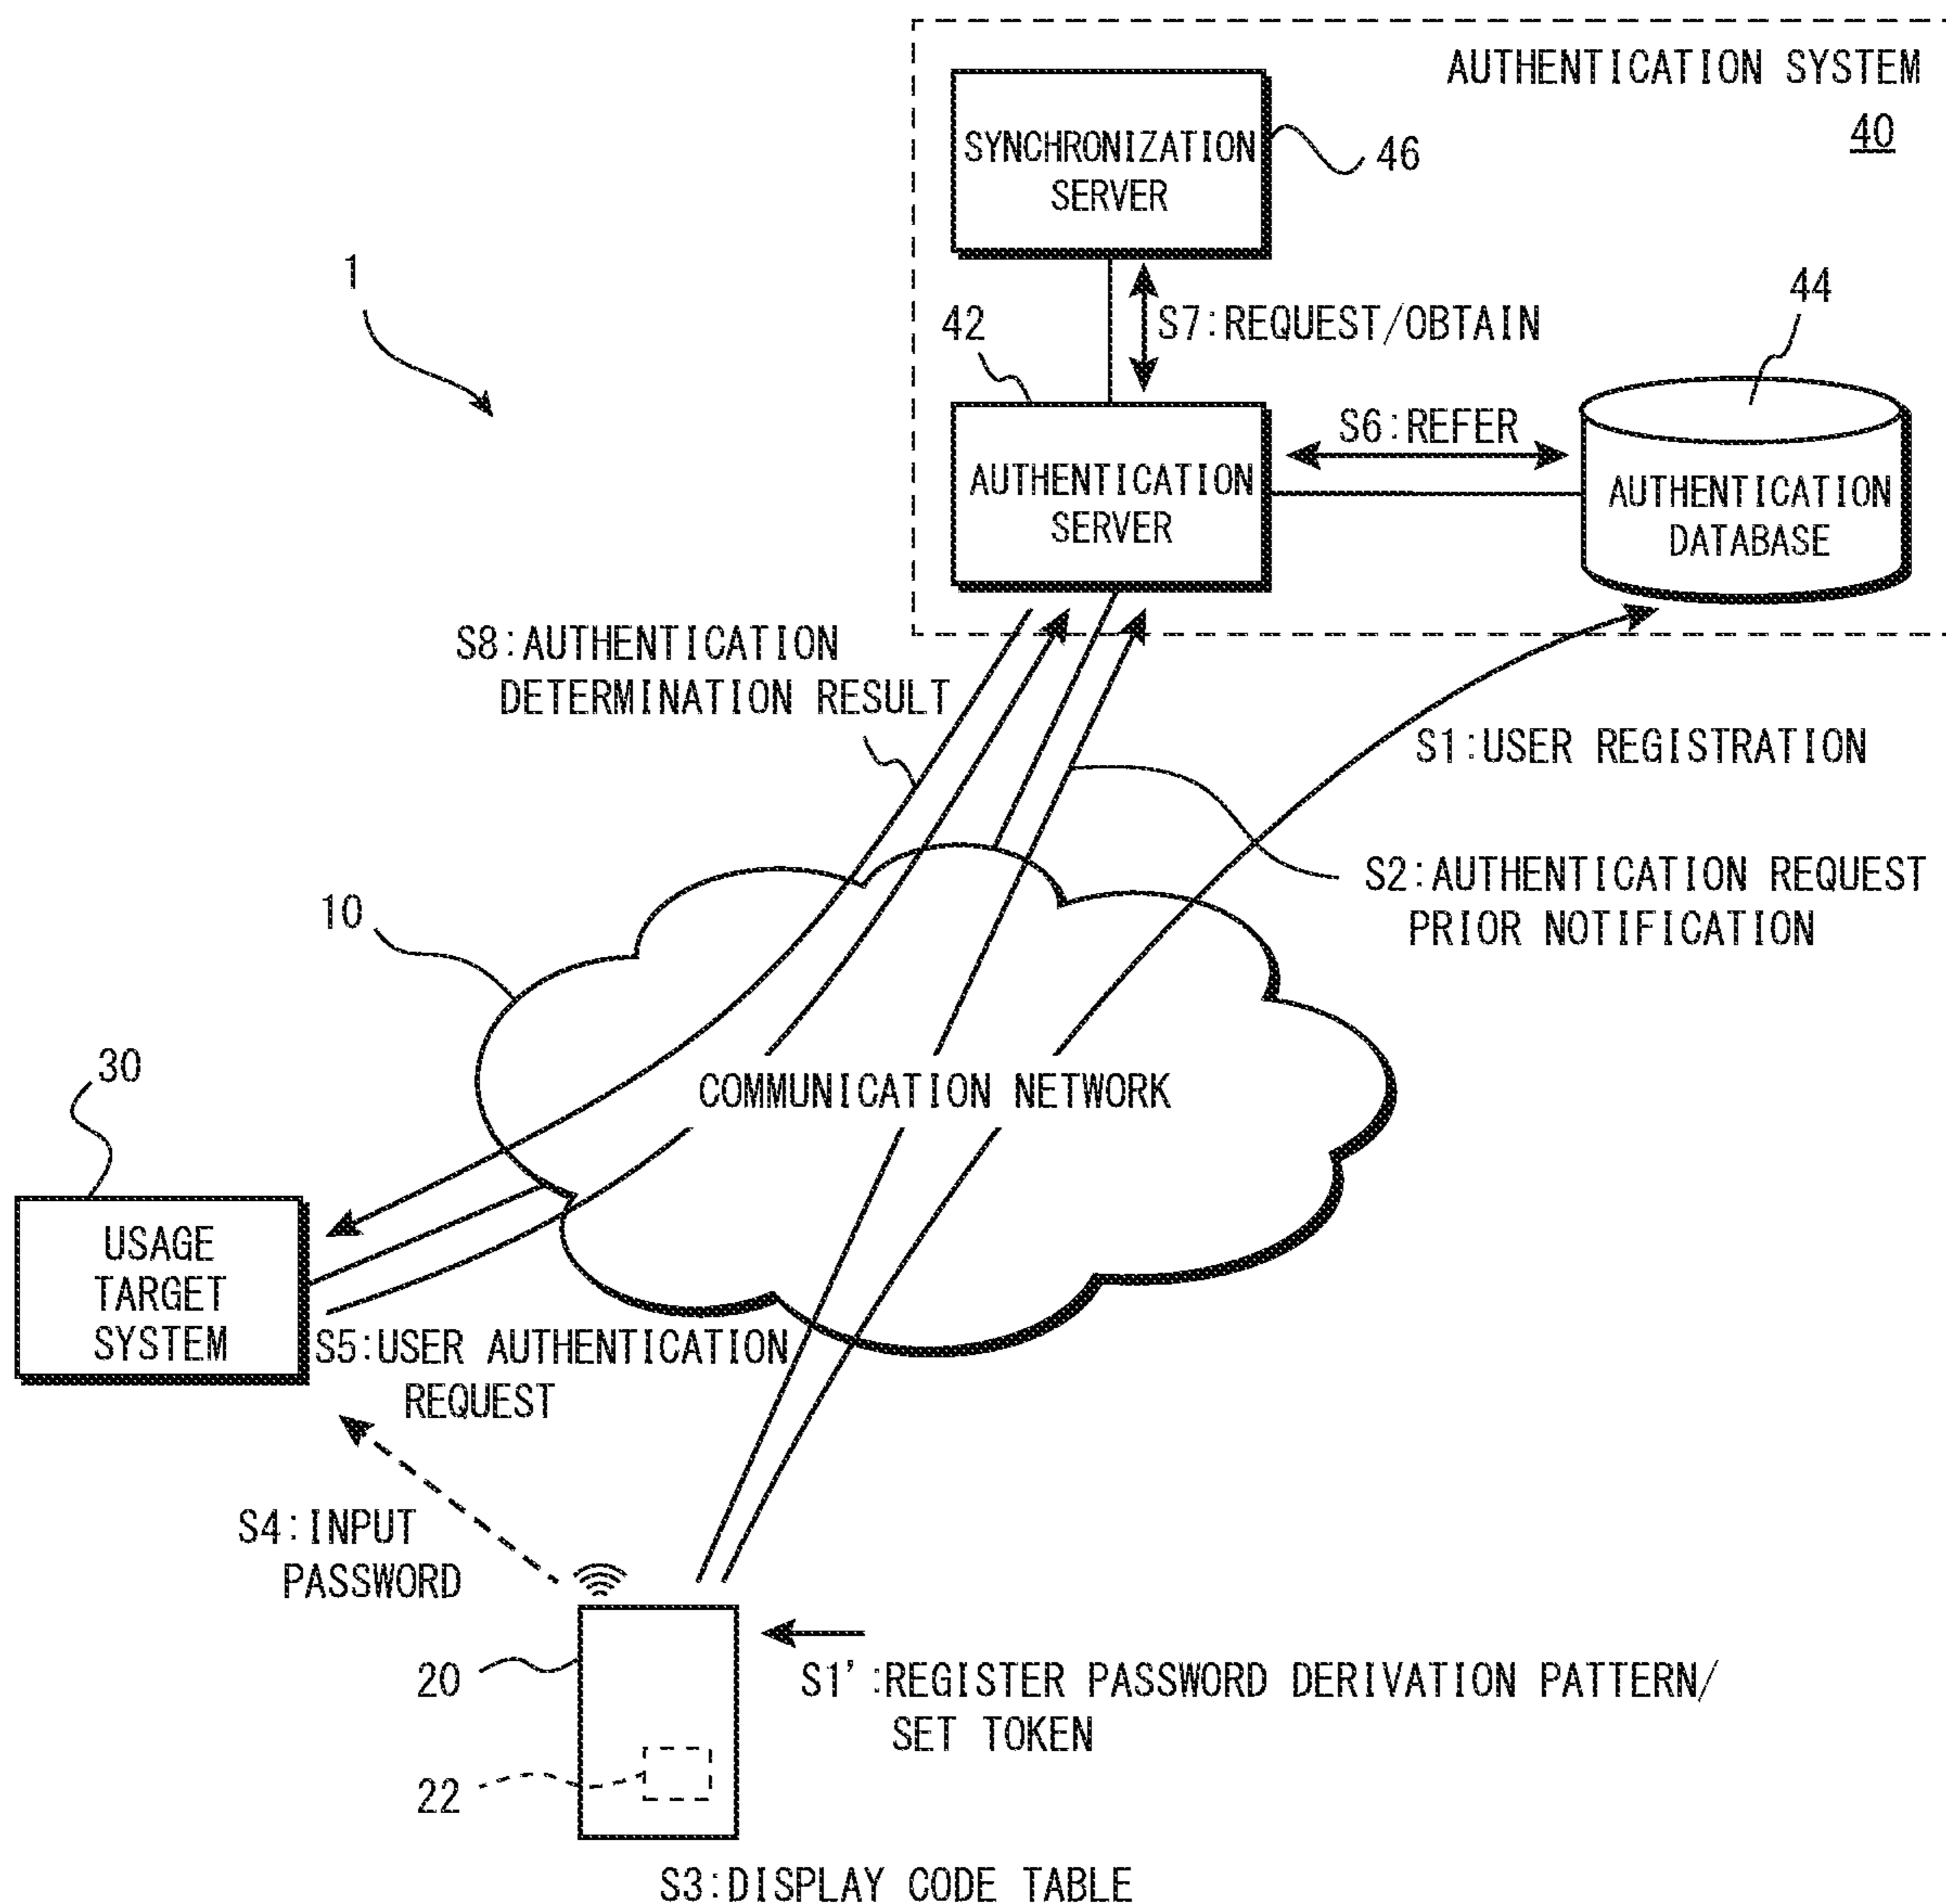 AUTHENTICATION SYSTEM
40
SYNCHRONIZATION
SERVER
46
1
42
S7:REQUEST/OBTAIN
44
S6:REFER
AUTHENTICATION
SERVER
AUTHENTICATION
DATABASE
S8:AUTHENTICATION
DETERMINATION RESULT
S1:USER REGISTRATION
S2:AUTHENTICATION REQUEST
PRIOR NOTIFICATION
10
COMMUNICATION NETWORK
30
USAGE
TARGET
SYSTEM
S5:USER AUTHENTICATION
REQUEST
S4:INPUT
PASSWORD
20
S1':REGISTER PASSWORD DERIVATION PATTERN/
SET TOKEN
22
S3:DISPLAY CODE TABLE